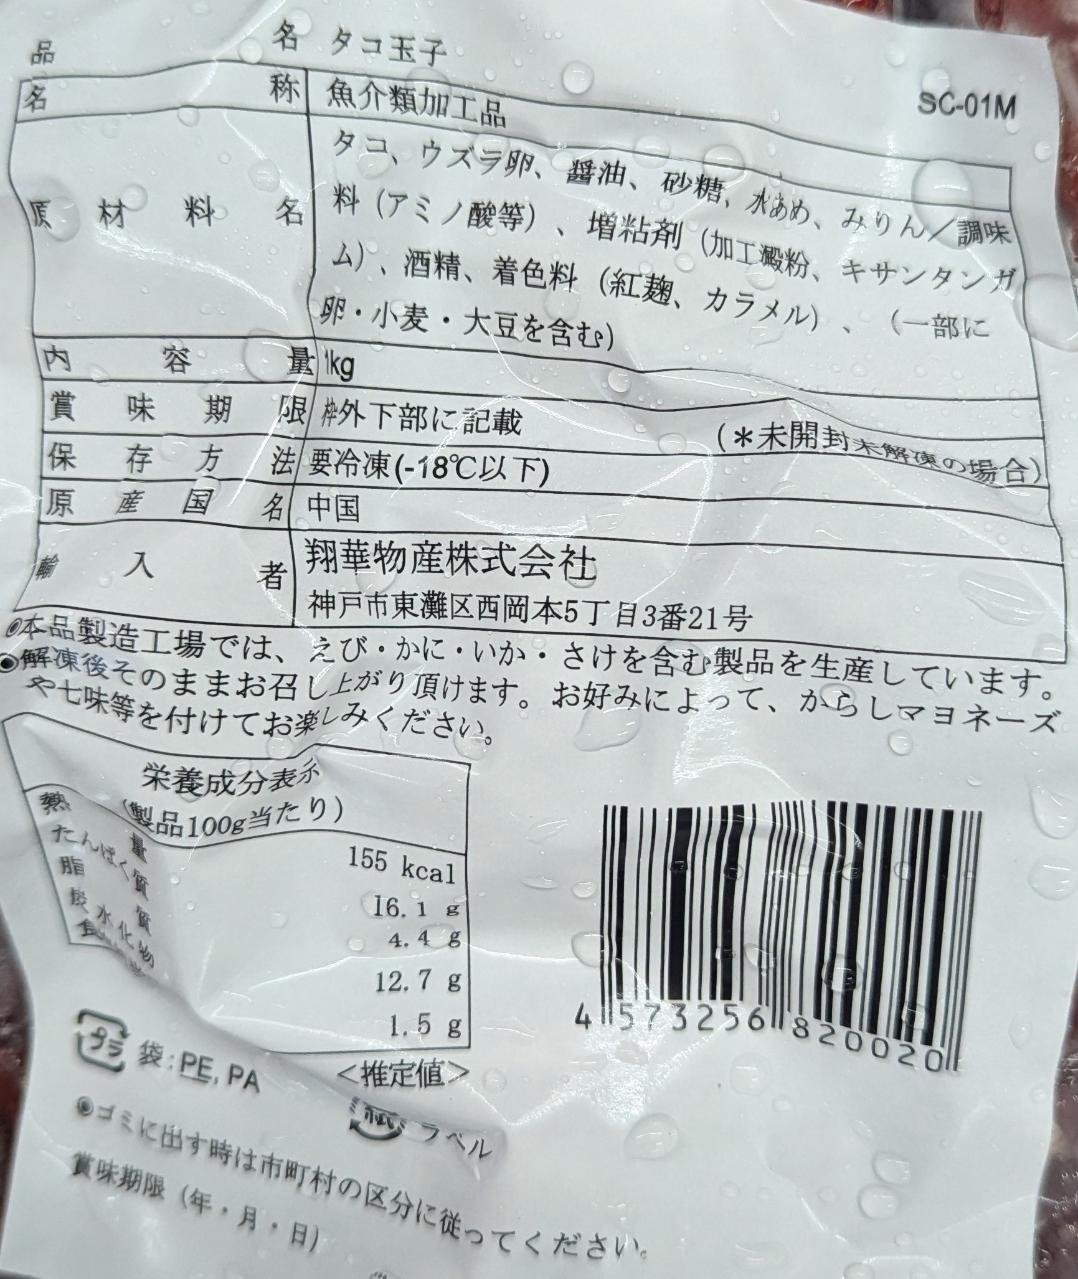 品名 タコ玉子
SC-01M
名称 魚介類加工品
原材料名 タコ、ウズラ卵、醤油、砂糖、水あめ、みりん／調味
料（アミノ酸等）、増粘剤（加工澱粉、キサンタンガ
ム）、酒精、着色料（紅麹、カラメル）、（一部に
卵・小麦・大豆を含む）
内容量 1kg
賞味期限 枠外下部に記載 （＊未開封未解凍の場合）
保存方法 要冷凍(-18℃以下)
原産国名 中国
輸入者 翔華物産株式会社
神戸市東灘区西岡本5丁目3番21号
◉本品製造工場では、えび・かに・いか・さけを含む製品を生産しています。
◉解凍後そのままお召し上がり頂けます。お好みによって、からしマヨネーズ
や七味等を付けてお楽しみください。
栄養成分表示
（製品100g当たり）
熱量 155 kcal
たんぱく質 16.1 g
脂質 4.4 g
炭水化物 12.7 g
食 1.5 g
＜推定値＞
4 573256 820020
プラ 袋：PE, PA
紙 ラベル
◉ゴミに出す時は市町村の区分に従ってください。
賞味期限（年・月・日）